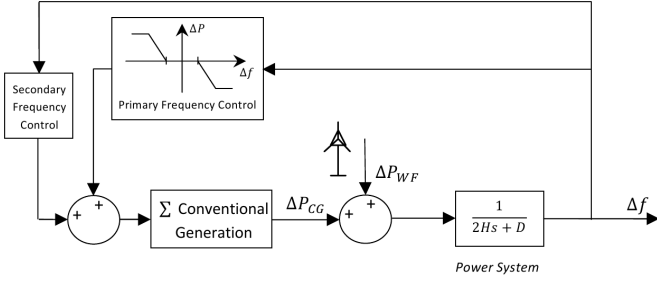 ΔP
Δf
Primary Frequency Control
Secondary
Frequency
Control
ΔP_WF
+
+
∑ Conventional
Generation
ΔP_CG
+
+
1
2Hs + D
Δf
Power System